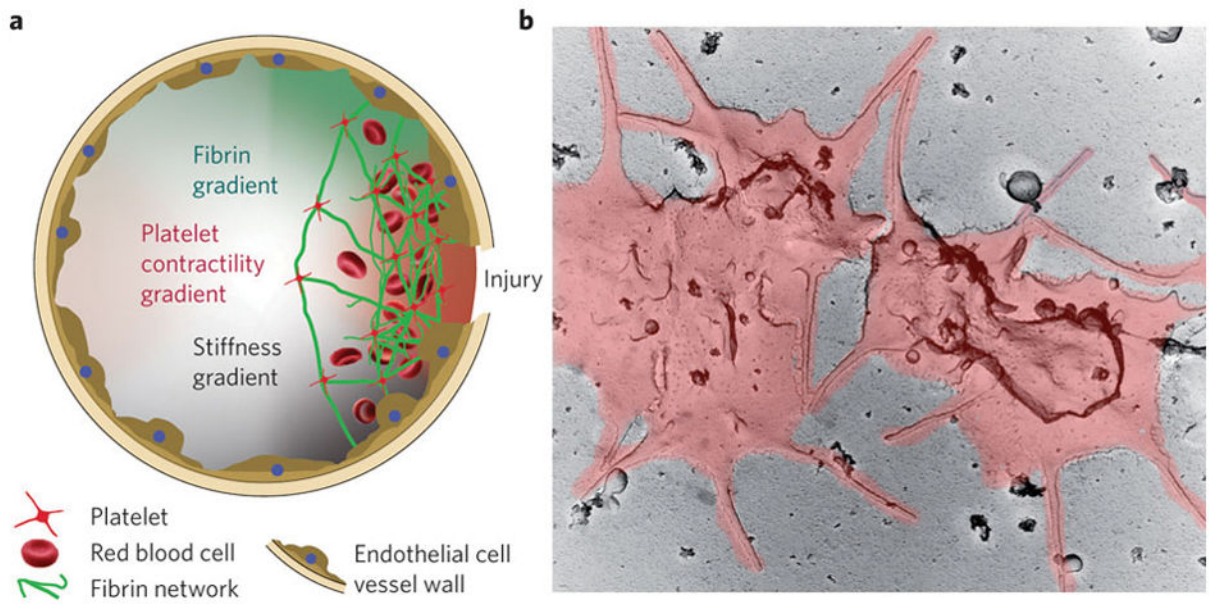 a
b
Fibrin
gradient
Platelet
contractility
gradient
Stiffness
gradient
Injury
Platelet
Red blood cell
Fibrin network
Endothelial cell
vessel wall